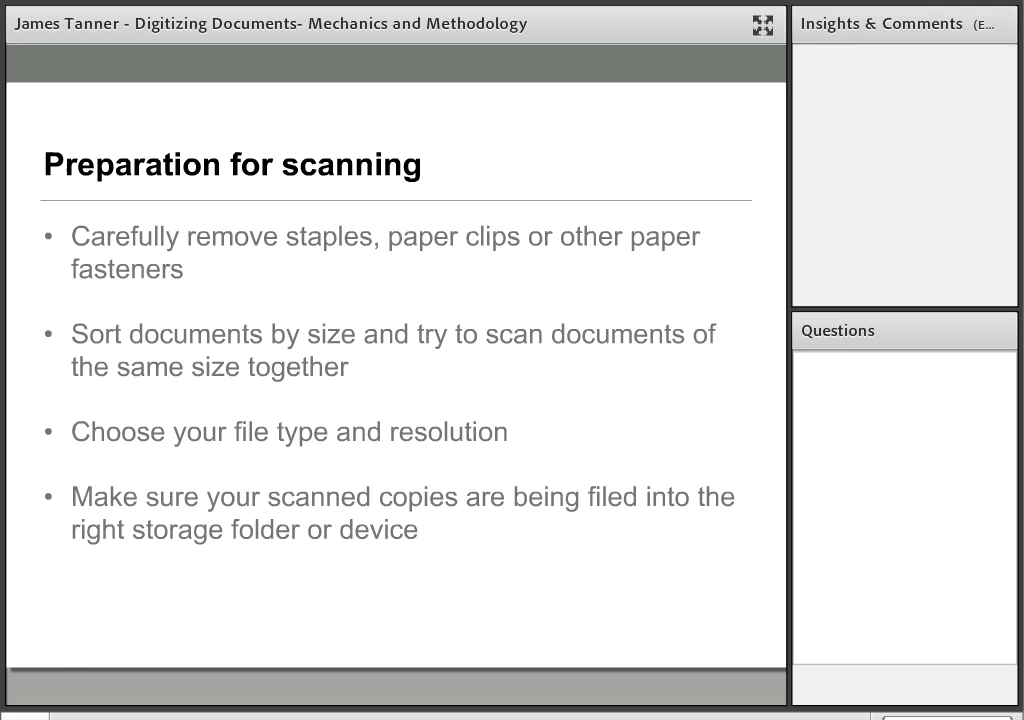 James Tanner - Digitizing Documents- Mechanics and Methodology
Insights & Comments (E...
Preparation for scanning
• Carefully remove staples, paper clips or other paper
fasteners
• Sort documents by size and try to scan documents of
the same size together
• Choose your file type and resolution
• Make sure your scanned copies are being filed into the
right storage folder or device
Questions